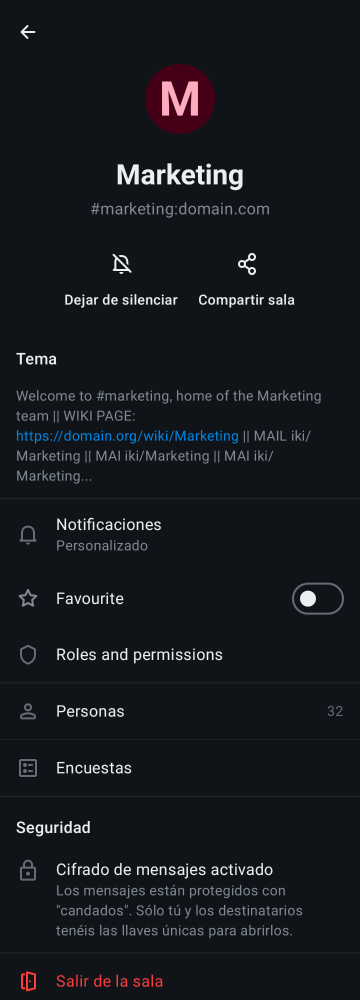 M
Marketing
#marketing:domain.com
Dejar de silenciar
Compartir sala
Tema
Welcome to #marketing, home of the Marketing
team || WIKI PAGE:
https://domain.org/wiki/Marketing || MAIL iki/
Marketing || MAI iki/Marketing || MAI iki/
Marketing...
Notificaciones
Personalizado
Favourite
Roles and permissions
Personas 32
Encuestas
Seguridad
Cifrado de mensajes activado
Los mensajes están protegidos con
"candados". Sólo tú y los destinatarios
tenéis las llaves únicas para abrirlos.
Salir de la sala